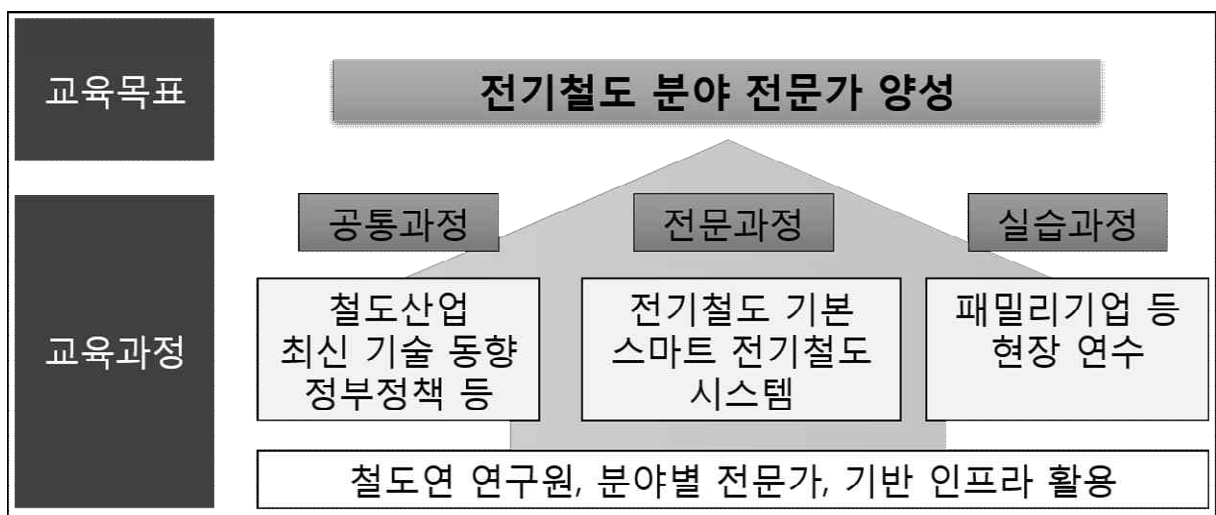 교육목표
전기철도 분야 전문가 양성
교육과정
공통과정
철도산업
최신 기술 동향
정부정책 등
전문과정
전기철도 기본
스마트 전기철도
시스템
실습과정
패밀리기업 등
현장 연수
철도연 연구원, 분야별 전문가, 기반 인프라 활용